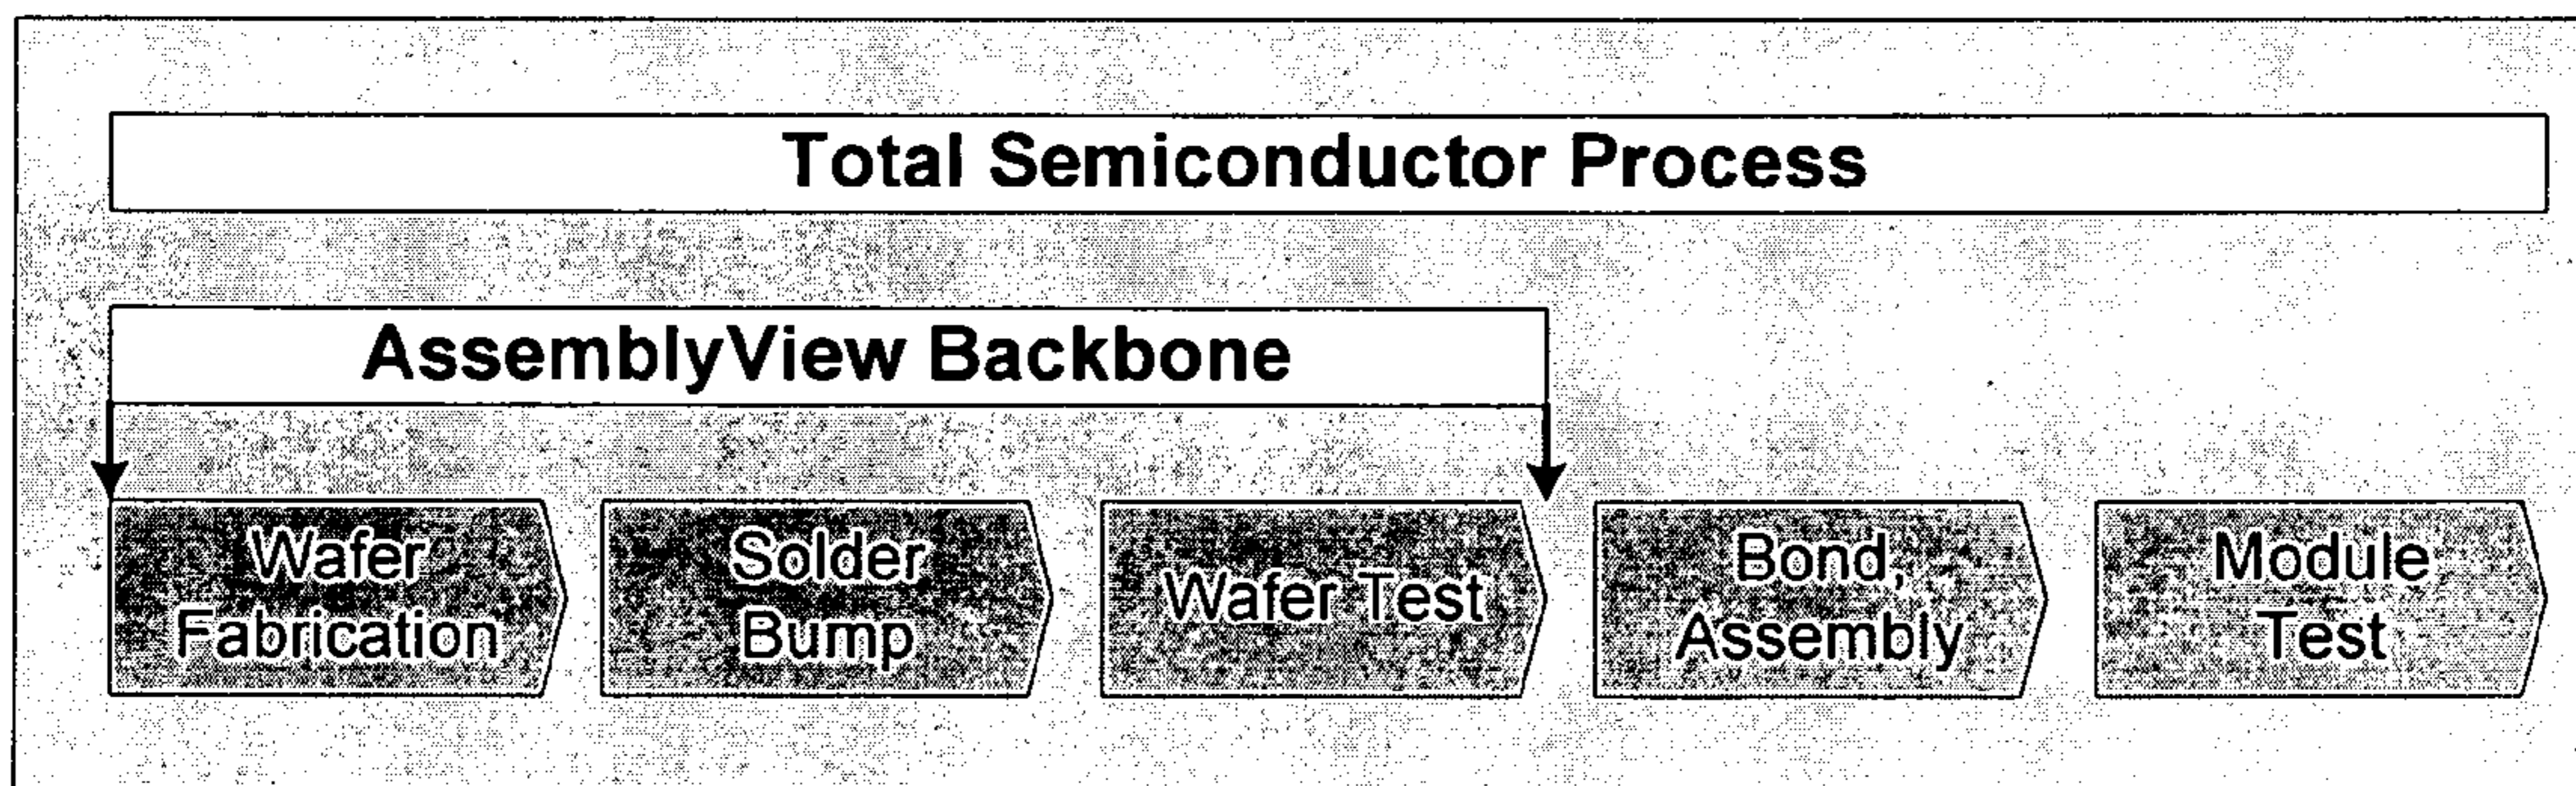 Total Semiconductor Process
AssemblyView Backbone
Wafer
Fabrication
Solder
Bump
Wafer Test
Bond,
Assembly
Module
Test